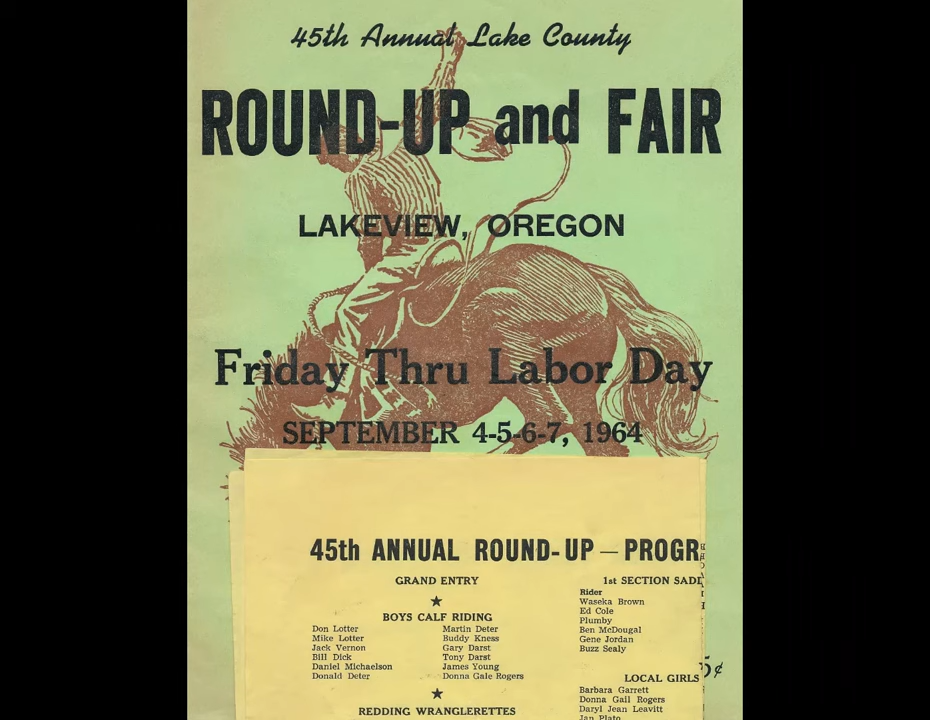 45th Annual Lake County
ROUND-UP and FAIR
LAKEVIEW, OREGON
Friday Thru Labor Day
SEPTEMBER 4-5-6-7, 1964
45th ANNUAL ROUND-UP — PROGR
GRAND ENTRY
★
BOYS CALF RIDING
Don Lotter
Mike Lotter
Jack Vernon
Bill Dick
Daniel Michaelson
Donald Deter
Martin Deter
Buddy Kness
Gary Darst
Tony Darst
James Young
Donna Gale Rogers
★
REDDING WRANGLERETTES
1st SECTION SADD
Rider
Waseka Brown
Ed Cole
Plumby
Ben McDougal
Gene Jordan
Buzz Sealy
LOCAL GIRLS
Barbara Garrett
Donna Gail Rogers
Daryl Jean Leavitt
Jan Plato
5¢